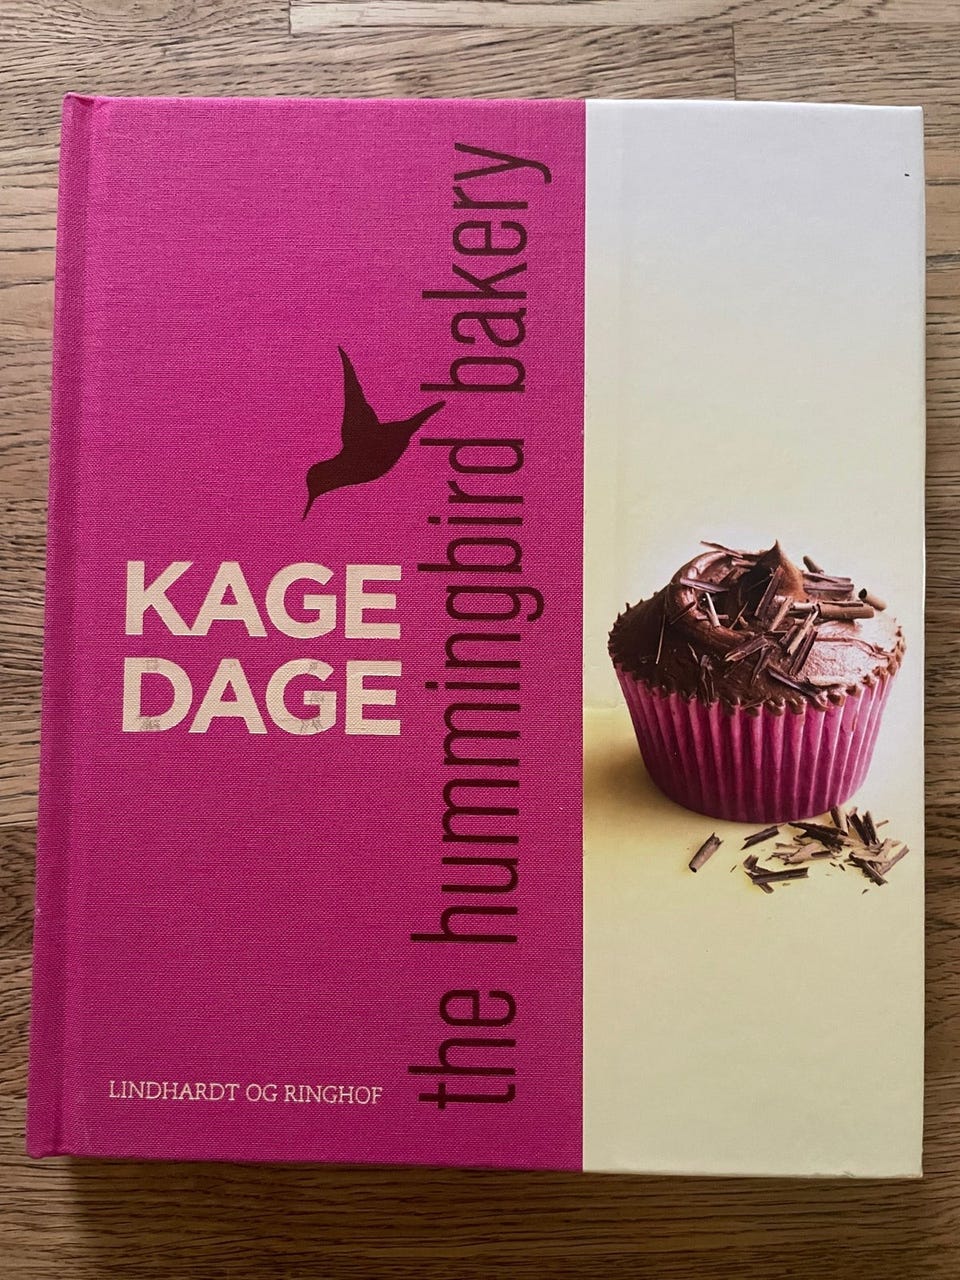 the hummingbird bakery
KAGE
DAGE
LINDHARDT OG RINGHOF